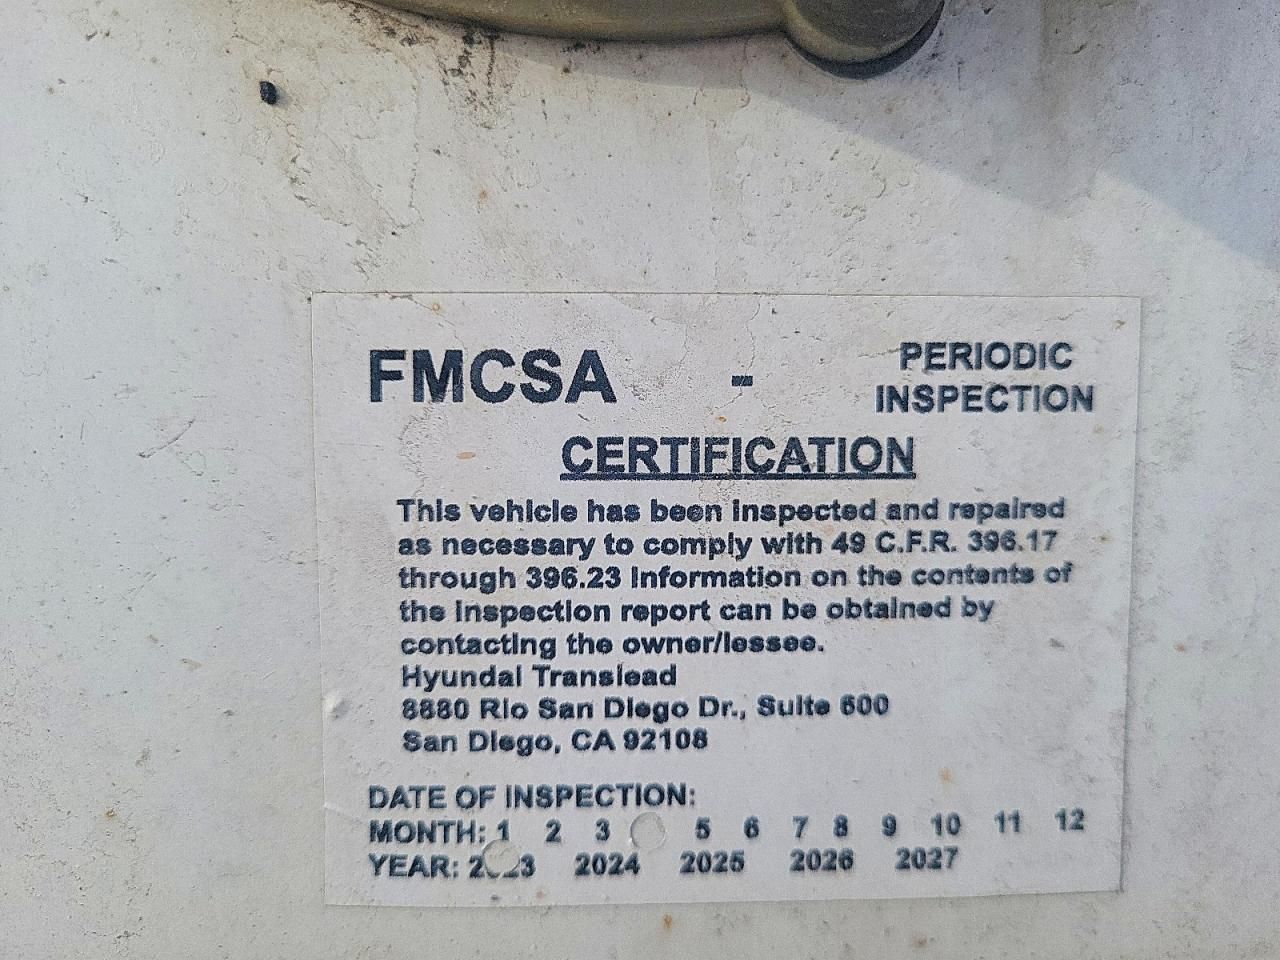 FMCSA - PERIODIC
INSPECTION
CERTIFICATION
This vehicle has been inspected and repaired
as necessary to comply with 49 C.F.R. 396.17
through 396.23 Information on the contents of
the inspection report can be obtained by
contacting the owner/lessee.
Hyundai Translead
8880 Rio San Diego Dr., Suite 600
San Diego, CA 92108
DATE OF INSPECTION:
MONTH: 1 2 3 5 6 7 8 9 10 11 12
YEAR: 2023 2024 2025 2026 2027